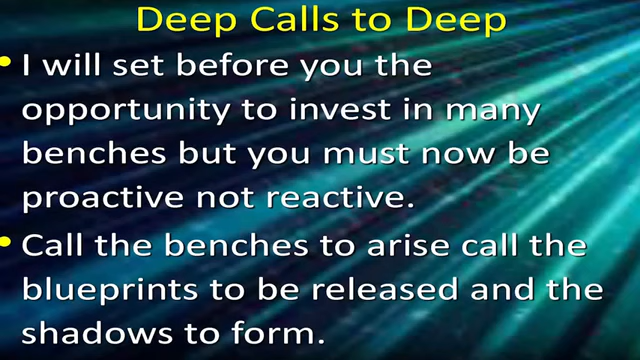 Deep Calls to Deep
• I will set before you the
opportunity to invest in many
benches but you must now be
proactive not reactive.
• Call the benches to arise call the
blueprints to be released and the
shadows to form.